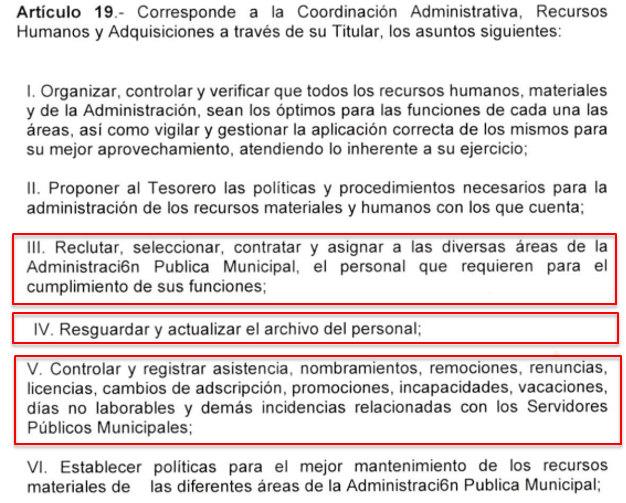 Artículo 19.- Corresponde a la Coordinación Administrativa, Recursos
Humanos y Adquisiciones a través de su Titular, los asuntos siguientes:
I. Organizar, controlar y verificar que todos los recursos humanos, materiales
y de la Administración, sean los óptimos para las funciones de cada una las
áreas, así como vigilar y gestionar la aplicación correcta de los mismos para
su mejor aprovechamiento, atendiendo lo inherente a su ejercicio;
II. Proponer al Tesorero las políticas y procedimientos necesarios para la
administración de los recursos materiales y humanos con los que cuenta;
III. Reclutar, seleccionar, contratar y asignar a las diversas áreas de la
Administraci6n Publica Municipal, el personal que requieren para el
cumplimiento de sus funciones;
IV. Resguardar y actualizar el archivo del personal;
V. Controlar y registrar asistencia, nombramientos, remociones, renuncias,
licencias, cambios de adscripción, promociones, incapacidades, vacaciones,
días no laborables y demás incidencias relacionadas con los Servidores
Públicos Municipales;
VI. Establecer políticas para el mejor mantenimiento de los recursos
materiales de las diferentes áreas de la Administraci6n Publica Municipal;